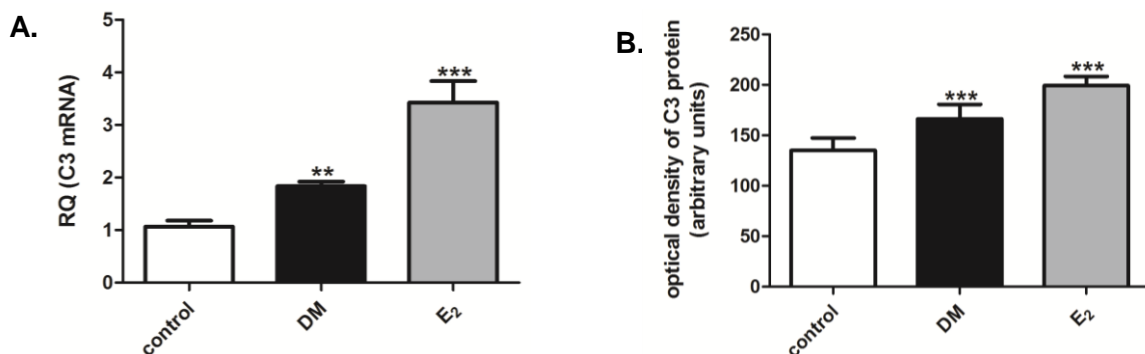 A.
RQ (C3 mRNA)
5
4
3
2
1
0
**
***
control
DM
E₂
B.
optical density of C3 protein
(arbitrary units)
250
200
150
100
50
0
***
***
control
DM
E₂